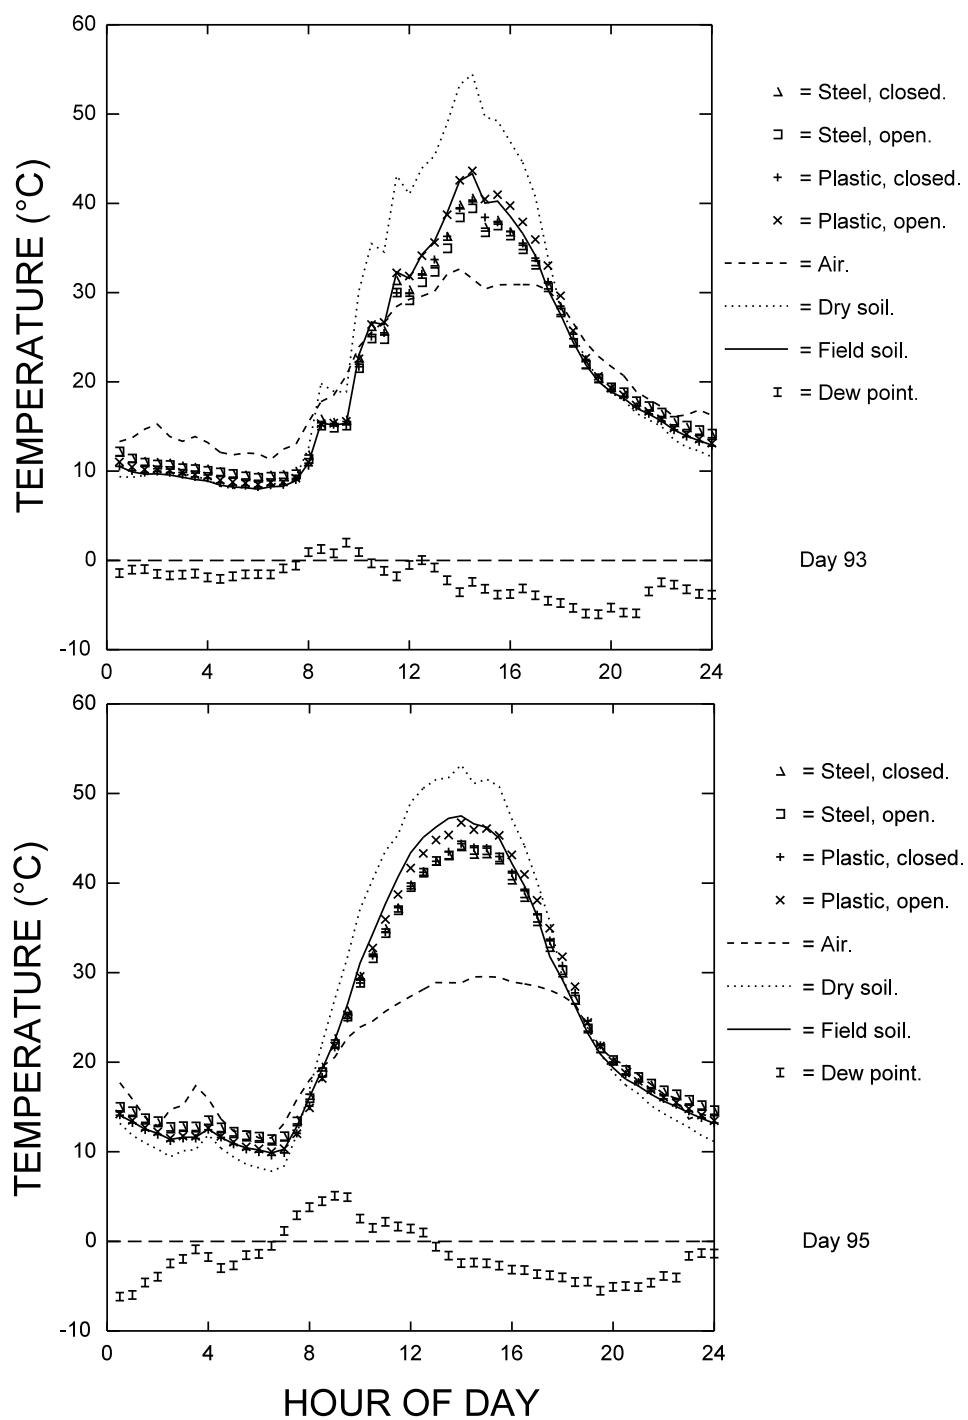 60
50
40
30
20
10
0
-10
TEMPERATURE (°C)
0 4 8 12 16 20 24
= Steel, closed.
= Steel, open.
= Plastic, closed.
= Plastic, open.
= Air.
= Dry soil.
= Field soil.
= Dew point.
Day 93
60
50
40
30
20
10
0
-10
TEMPERATURE (°C)
0 4 8 12 16 20 24
HOUR OF DAY
= Steel, closed.
= Steel, open.
= Plastic, closed.
= Plastic, open.
= Air.
= Dry soil.
= Field soil.
= Dew point.
Day 95